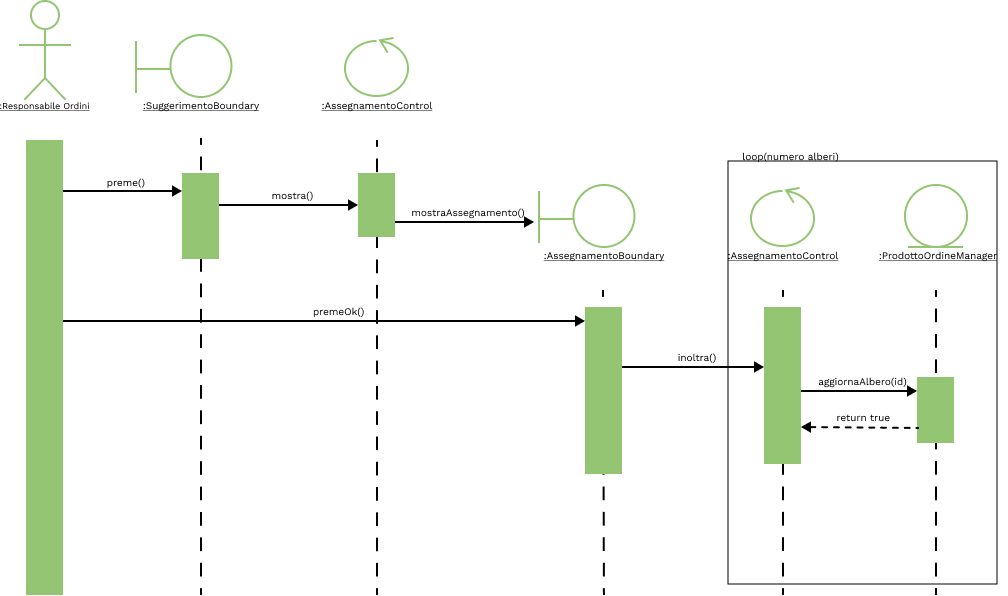 :Responsabile Ordini
:SuggerimentoBoundary
:AssegnamentoControl
loop(numero alberi)
preme()
mostra()
mostraAssegnamento()
:AssegnamentoBoundary
:AssegnamentoControl
:ProdottoOrdineManager
premeOk()
inoltra()
aggiornaAlbero(id)
return true